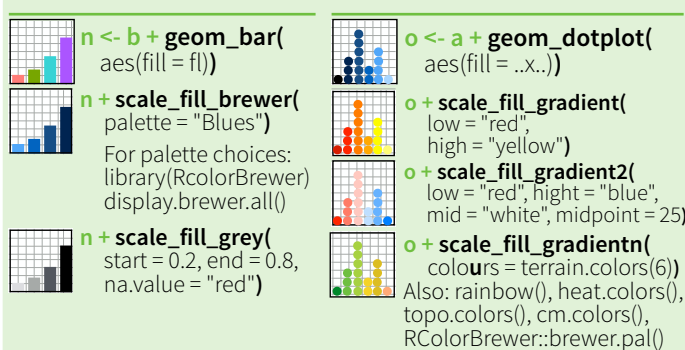 n <- b + geom_bar(
aes(fill = fl))
n + scale_fill_brewer(
palette = "Blues")
For palette choices:
library(RcolorBrewer)
display.brewer.all()
n + scale_fill_grey(
start = 0.2, end = 0.8,
na.value = "red")
o <- a + geom_dotplot(
aes(fill = ..x..))
o + scale_fill_gradient(
low = "red",
high = "yellow")
o + scale_fill_gradient2(
low = "red", hight = "blue",
mid = "white", midpoint = 25)
o + scale_fill_gradientn(
colours = terrain.colors(6))
Also: rainbow(), heat.colors(),
topo.colors(), cm.colors(),
RColorBrewer::brewer.pal()